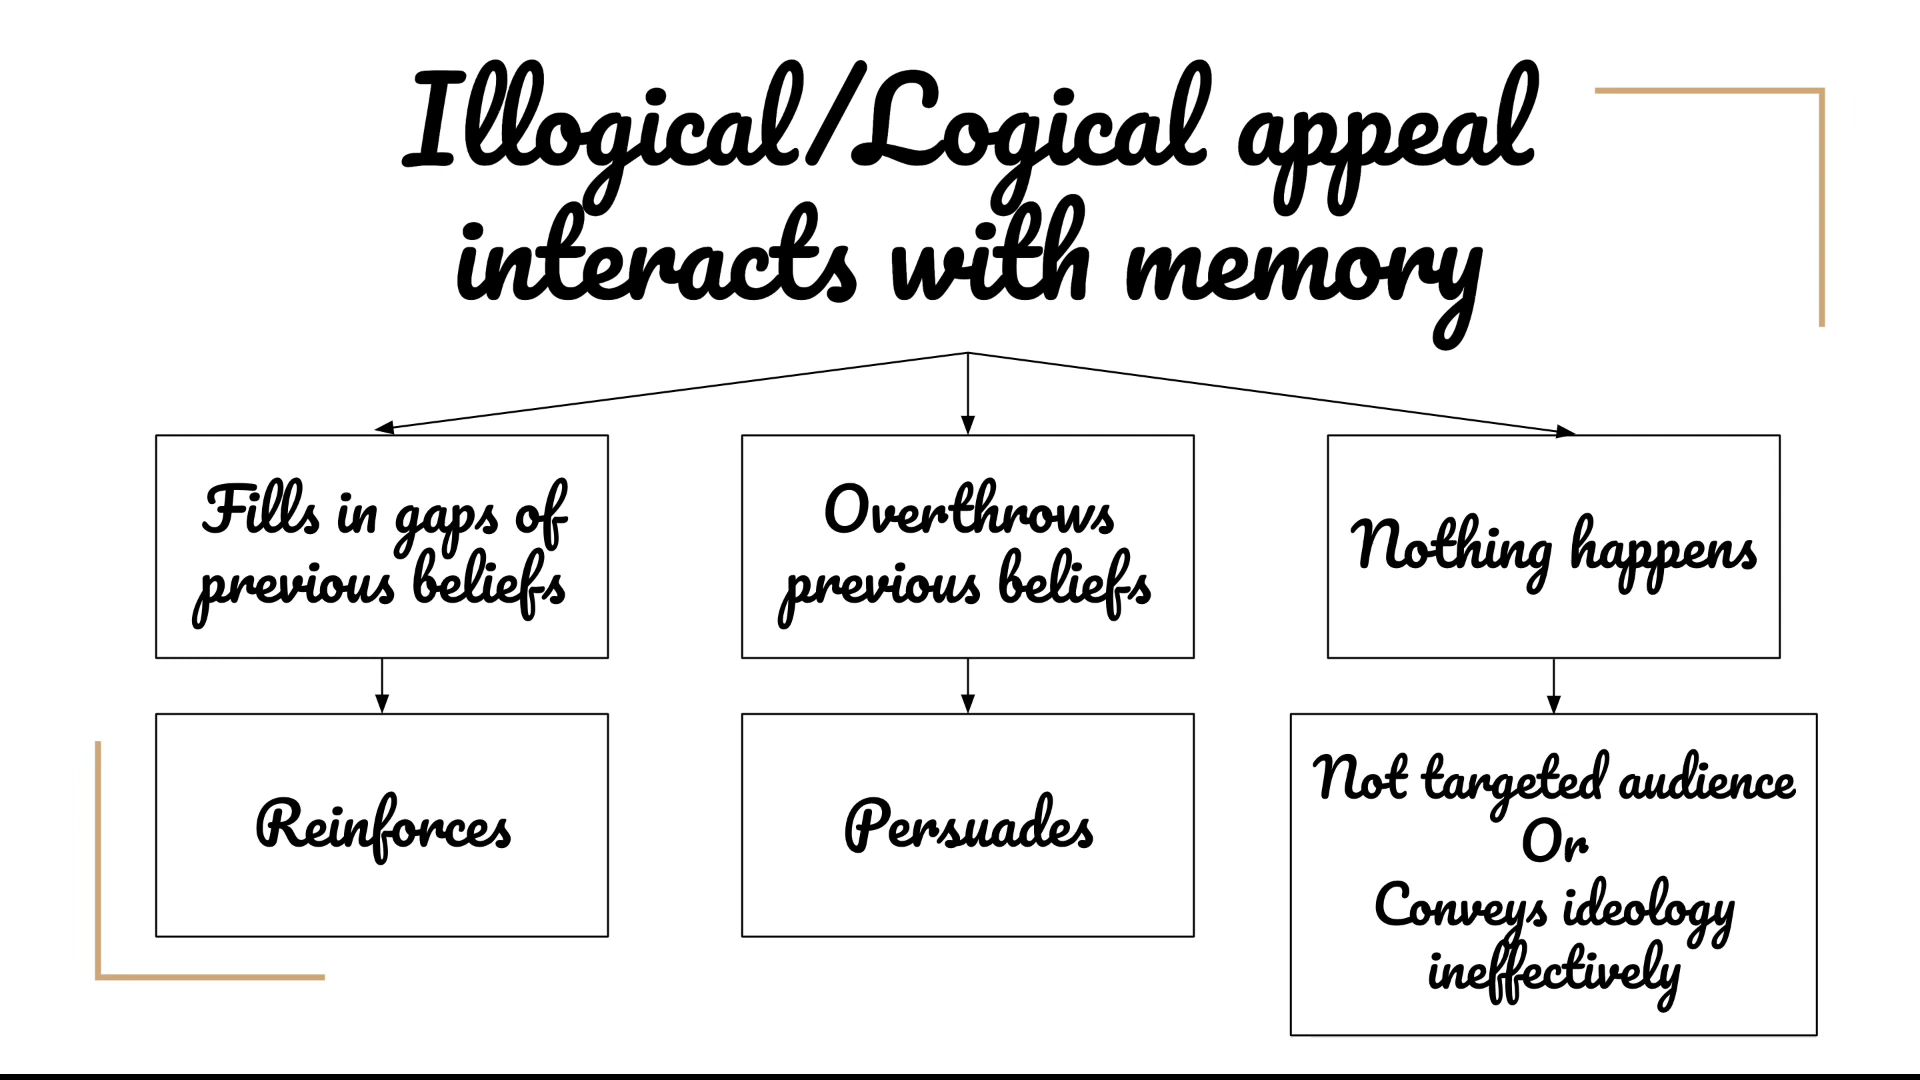 Illogical/Logical appeal
interacts with memory
Fills in gaps of
previous beliefs
Overthrows
previous beliefs
Nothing happens
Reinforces
Persuades
Not targeted audience
Or
Conveys ideology
ineffectively